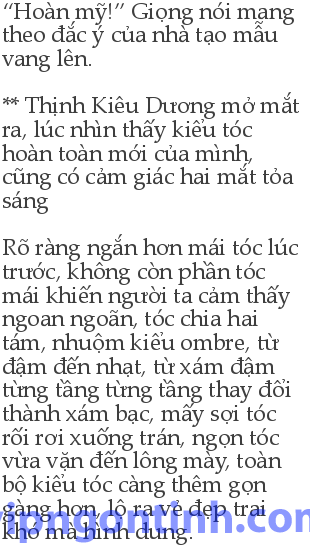 “Hoàn mỹ!” Giọng nói mang
theo đắc ý của nhà tạo mẫu
vang lên.
** Thịnh Kiêu Dương mở mắt
ra, lúc nhìn thấy kiểu tóc
hoàn toàn mới của mình,
cũng có cảm giác hai mắt tỏa
sáng
Rõ ràng ngắn hơn mái tóc lúc
trước, không còn phần tóc
mái khiến người ta cảm thấy
ngoan ngoãn, tóc chia hai
tám, nhuộm kiểu ombre, từ
đậm đến nhạt, từ xám đậm
từng tầng từng tầng thay đổi
thành xám bạc, mấy sợi tóc
rối rơi xuống trán, ngọn tóc
vừa vặn đến lông mày, toàn
bộ kiểu tóc càng thêm gọn
gàng hơn, lộ ra vẻ đẹp trai
khó mà hình dung.
vipngontinh.com